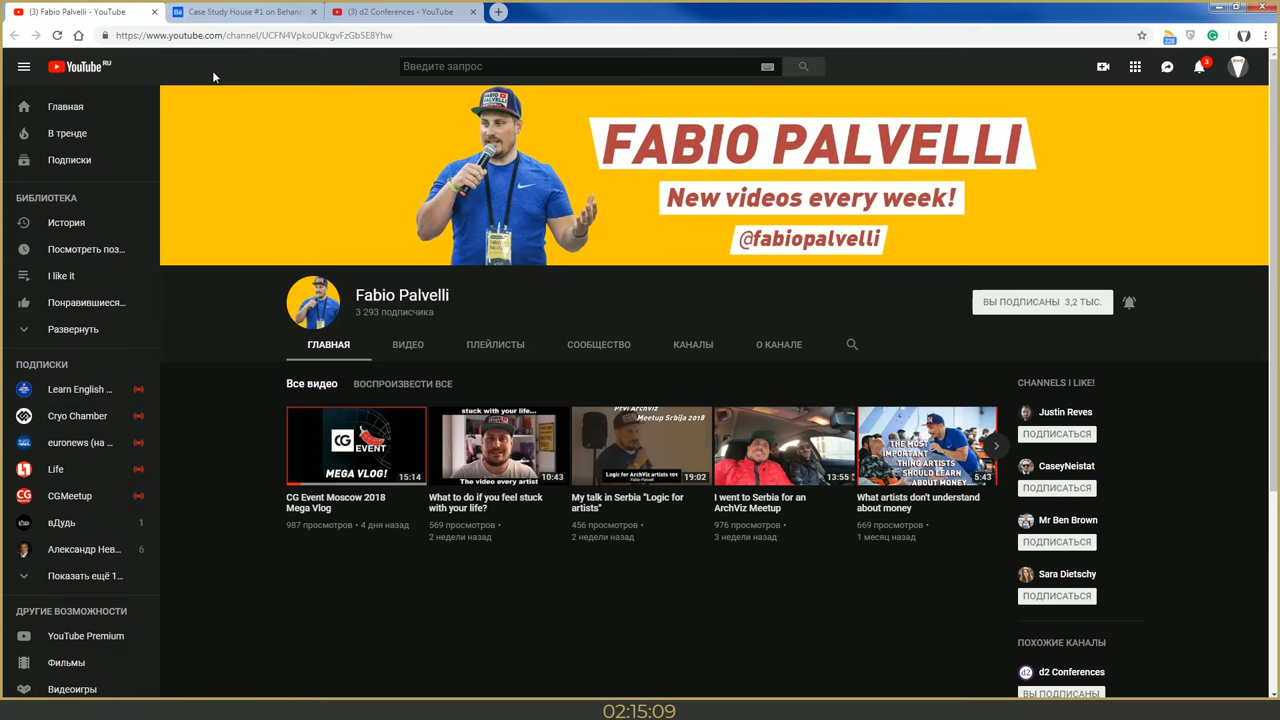 (3) Fabio Palvelli - YouTube
Case Study House #1 on Behanc
(3) d2 Conferences - YouTube
https://www.youtube.com/channel/UCFN4VpkoUDkgvFzGb5E8Yhw
228
YouTube RU
Введите запрос
3
Главная
В тренде
Подписки
БИБЛИОТЕКА
История
Посмотреть поз...
I like it
Понравившиеся...
Развернуть
ПОДПИСКИ
Learn English ...
Cryo Chamber
euronews (на ...
Life
CGMeetup
вДудь 1
Александр Нев... 6
Показать ещё 1...
ДРУГИЕ ВОЗМОЖНОСТИ
YouTube Premium
Фильмы
Видеоигры
FABIO PALVELLI
New videos every week!
@fabiopalvelli
Fabio Palvelli
3 293 подписчика
ВЫ ПОДПИСАНЫ 3,2 ТЫС.
ГЛАВНАЯ
ВИДЕО
ПЛЕЙЛИСТЫ
СООБЩЕСТВО
КАНАЛЫ
О КАНАЛЕ
Все видео
ВОСПРОИЗВЕСТИ ВСЕ
CG EVENT
MEGA VLOG!
15:14
CG Event Moscow 2018
Mega Vlog
987 просмотров • 4 дня назад
stuck with your life...
The video every artist
10:43
What to do if you feel stuck
with your life?
569 просмотров •
2 недели назад
Prvi ArchViz
Meetup Srbija 2018
Logic for ArchViz artists 101
Fabio Palvelli
19:02
My talk in Serbia "Logic for
artists"
456 просмотров •
2 недели назад
13:55
I went to Serbia for an
ArchViz Meetup
976 просмотров •
3 недели назад
THE MOST
IMPORTANT
THING ARTISTS
SHOULD LEARN
ABOUT MONEY
5:43
What artists don't understand
about money
669 просмотров •
1 месяц назад
CHANNELS I LIKE!
Justin Reves
ПОДПИСАТЬСЯ
CaseyNeistat
ПОДПИСАТЬСЯ
Mr Ben Brown
ПОДПИСАТЬСЯ
Sara Dietschy
ПОДПИСАТЬСЯ
ПОХОЖИЕ КАНАЛЫ
d2 Conferences
ВЫ ПОДПИСАНЫ
02:15:09